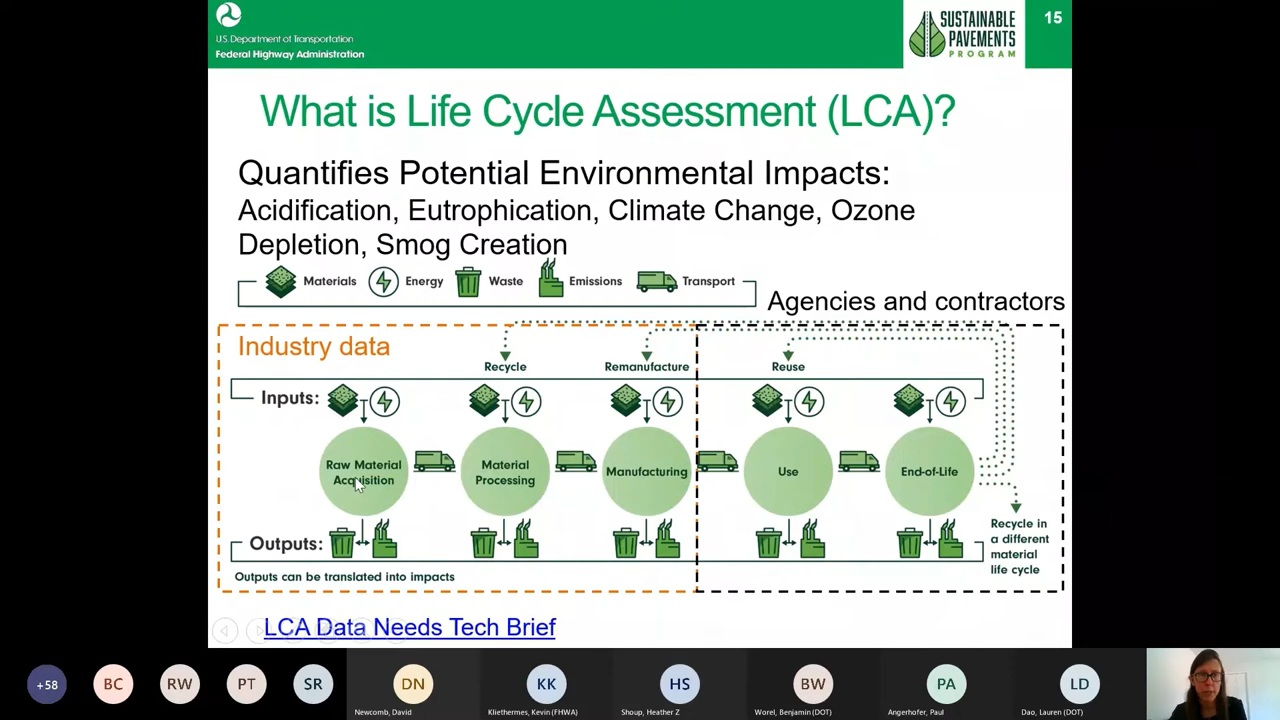 U.S. Department of Transportation
Federal Highway Administration
SUSTAINABLE
PAVEMENTS
PROGRAM
15
What is Life Cycle Assessment (LCA)?
Quantifies Potential Environmental Impacts:
Acidification, Eutrophication, Climate Change, Ozone
Depletion, Smog Creation
Materials Energy Waste Emissions Transport
Agencies and contractors
Industry data
Recycle Remanufacture Reuse
Inputs:
Raw Material
Acquisition
Material
Processing
Manufacturing
Use
End-of-Life
Outputs:
Recycle in
a different
material
life cycle
Outputs can be translated into impacts
LCA Data Needs Tech Brief
+58 BC RW PT SR DN KK HS BW PA LD
Newcomb, David Kliethermes, Kevin (FHWA) Shoup, Heather Z Worel, Benjamin (DOT) Angerhofer, Paul Dao, Lauren (DOT)